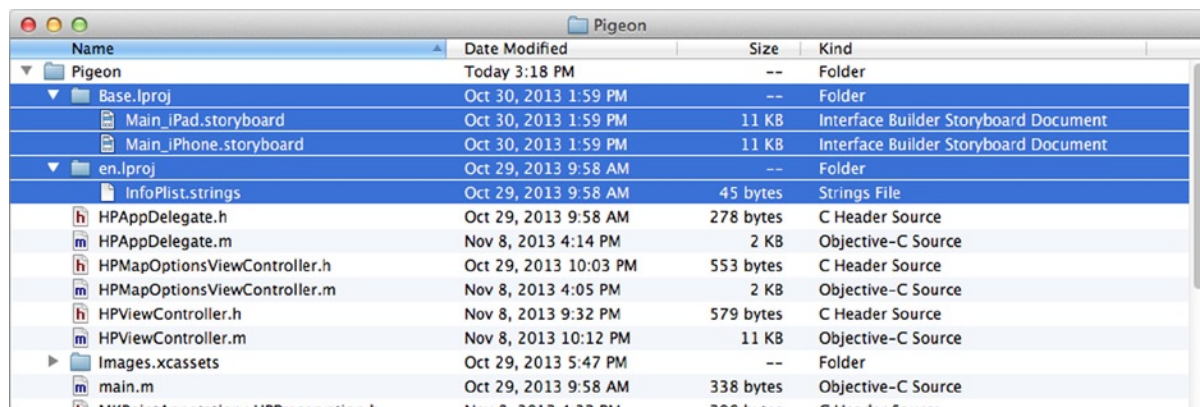 Pigeon
Name Date Modified Size Kind
Pigeon Today 3:18 PM -- Folder
Base.lproj Oct 30, 2013 1:59 PM -- Folder
Main_iPad.storyboard Oct 30, 2013 1:59 PM 11 KB Interface Builder Storyboard Document
Main_iPhone.storyboard Oct 30, 2013 1:59 PM 11 KB Interface Builder Storyboard Document
en.lproj Oct 29, 2013 9:58 AM -- Folder
InfoPlist.strings Oct 29, 2013 9:58 AM 45 bytes Strings File
h HPAppDelegate.h Oct 29, 2013 9:58 AM 278 bytes C Header Source
m HPAppDelegate.m Nov 8, 2013 4:14 PM 2 KB Objective-C Source
h HPMapOptionsViewController.h Oct 29, 2013 10:03 PM 553 bytes C Header Source
m HPMapOptionsViewController.m Nov 8, 2013 4:05 PM 2 KB Objective-C Source
h HPViewController.h Nov 8, 2013 9:32 PM 579 bytes C Header Source
m HPViewController.m Nov 8, 2013 10:12 PM 11 KB Objective-C Source
Images.xcassets Oct 29, 2013 5:47 PM -- Folder
m main.m Oct 29, 2013 9:58 AM 338 bytes Objective-C Source